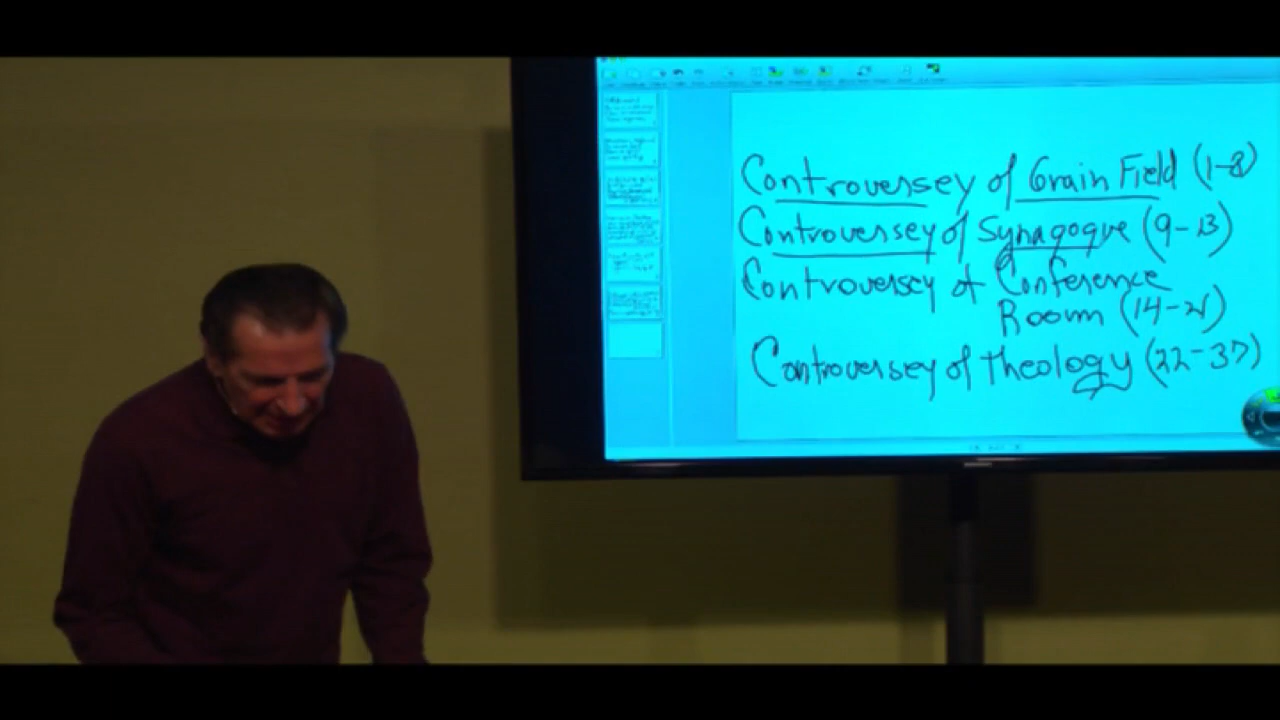 Controversey of Grain Field (1-8)
Controversey of Synagogue (9-13)
Controversey of Conference
Room (14-21)
Controversey of Theology (22-37)